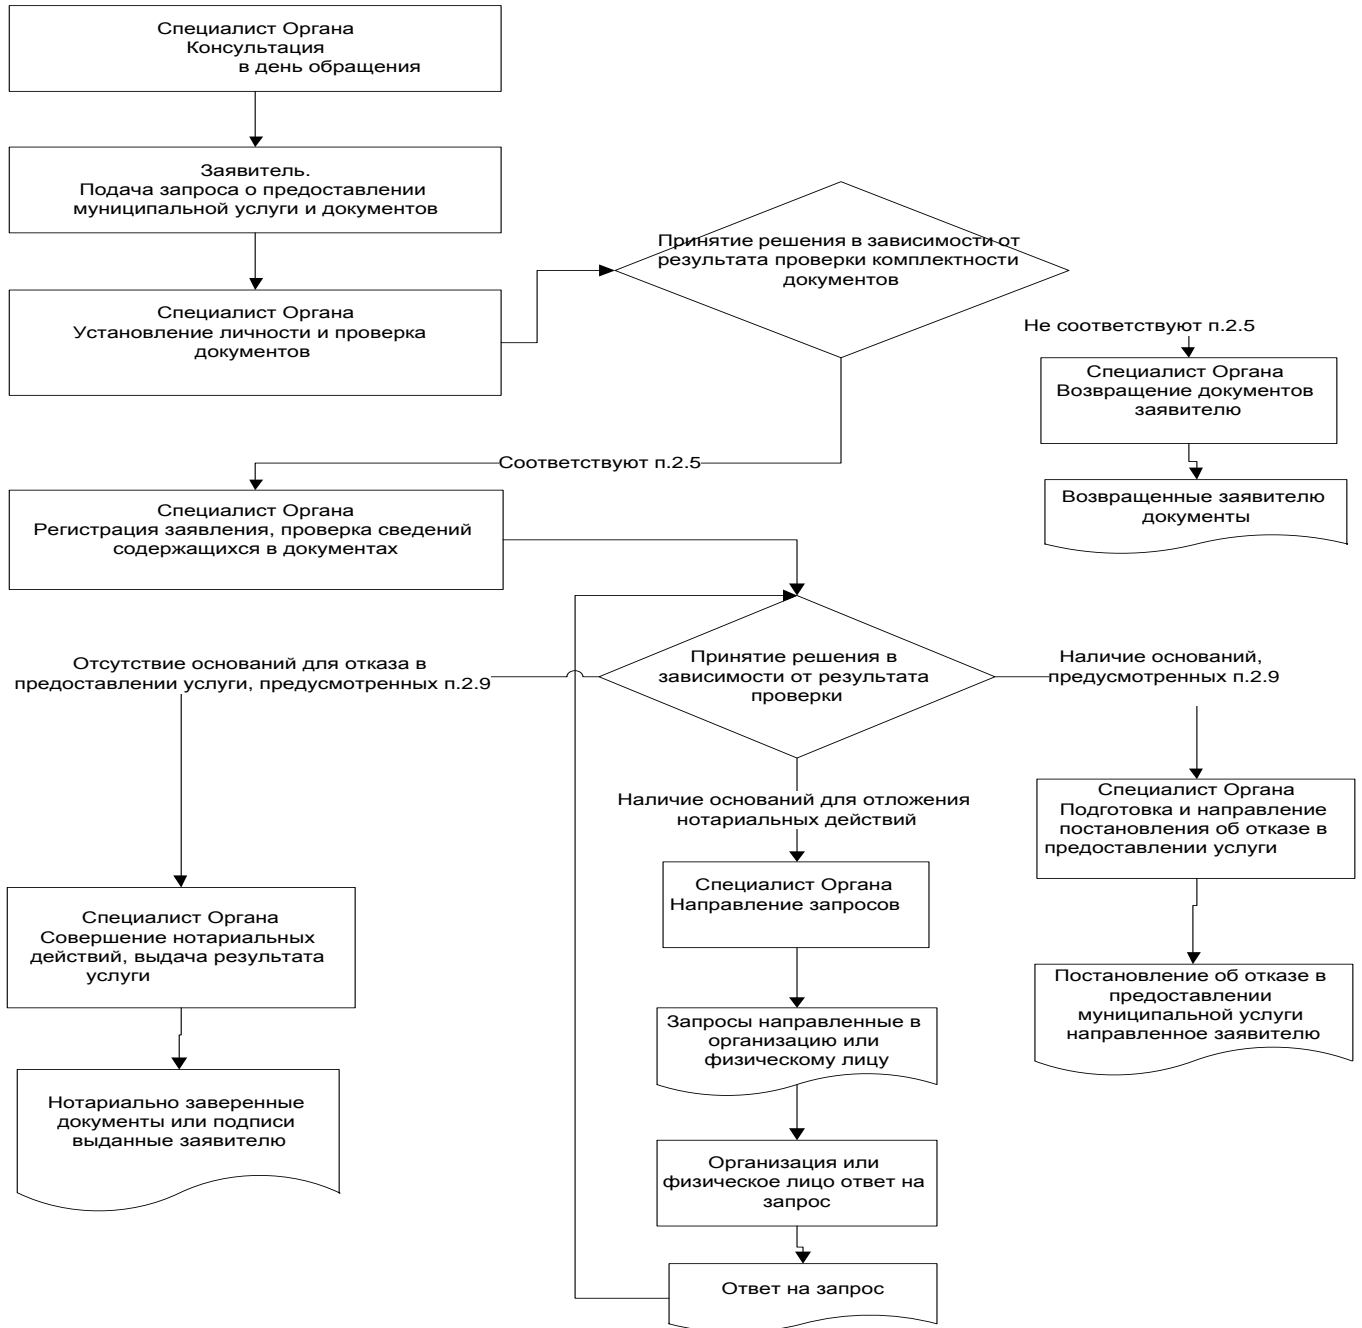 Специалист Органа
Консультация
в день обращения
Заявитель.
Подача запроса о предоставлении
муниципальной услуги и документов
Специалист Органа
Установление личности и проверка
документов
Принятие решения в зависимости от
результата проверки комплектности
документов
Не соответствуют п.2.5
Специалист Органа
Возвращение документов
заявителю
Возвращенные заявителю
документы
Соответствуют п.2.5
Специалист Органа
Регистрация заявления, проверка сведений
содержащихся в документах
Принятие решения в
зависимости от результата
проверки
Отсутствие оснований для отказа в
предоставлении услуги, предусмотренных п.2.9
Наличие оснований,
предусмотренных п.2.9
Наличие оснований для отложения
нотариальных действий
Специалист Органа
Подготовка и направление
постановления об отказе в
предоставлении услуги
Специалист Органа
Направление запросов
Специалист Органа
Совершение нотариальных
действий, выдача результата
услуги
Постановление об отказе в
предоставлении
муниципальной услуги
направленное заявителю
Запросы направленные в
организацию или
физическому лицу
Нотариально заверенные
документы или подписи
выданные заявителю
Организация или
физическое лицо ответ на
запрос
Ответ на запрос